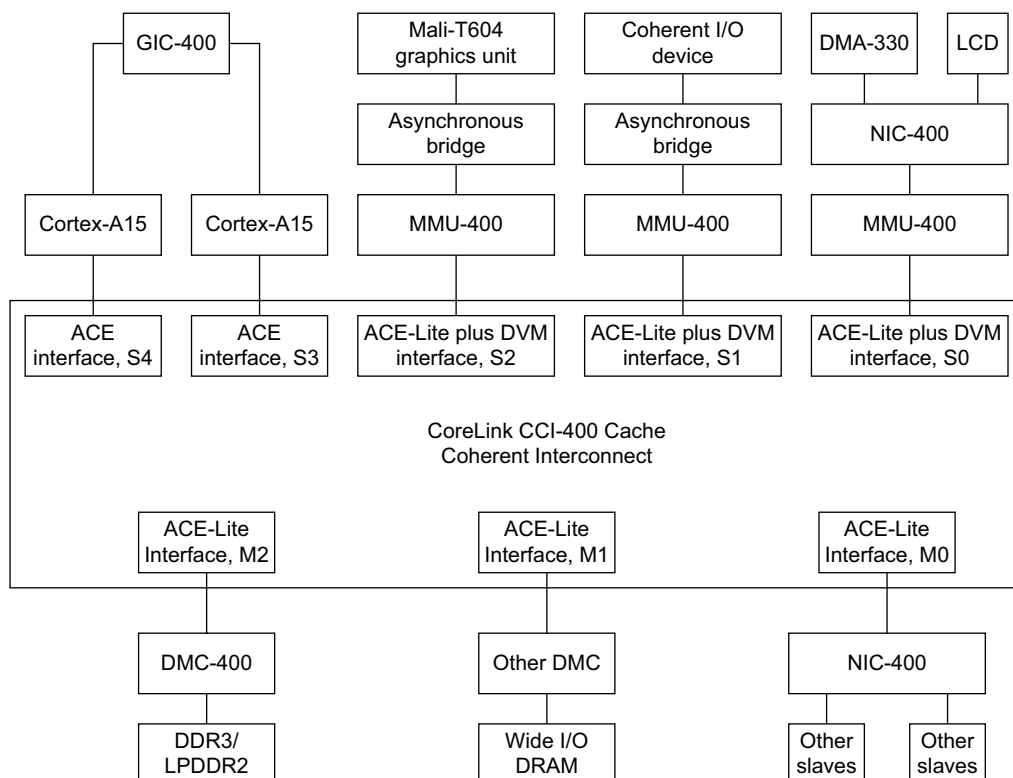 GIC-400
Mali-T604
graphics unit
Coherent I/O
device
DMA-330
LCD
Asynchronous
bridge
Asynchronous
bridge
NIC-400
Cortex-A15
Cortex-A15
MMU-400
MMU-400
MMU-400
ACE
interface, S4
ACE
interface, S3
ACE-Lite plus DVM
interface, S2
ACE-Lite plus DVM
interface, S1
ACE-Lite plus DVM
interface, S0
CoreLink CCI-400 Cache
Coherent Interconnect
ACE-Lite
Interface, M2
ACE-Lite
Interface, M1
ACE-Lite
Interface, M0
DMC-400
Other DMC
NIC-400
DDR3/
LPDDR2
Wide I/O
DRAM
Other
slaves
Other
slaves